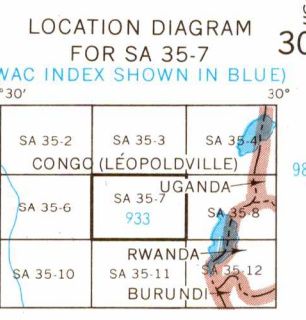 LOCATION DIAGRAM
FOR SA 35-7
WAC INDEX SHOWN IN BLUE)
30
°30'
30°
SA 35-2 SA 35-3 SA 35-4
CONGO (LÉOPOLDVILLE)
98
UGANDA
SA 35-6 SA 35-7 SA 35-8
933
RWANDA
SA 35-10 SA 35-11 SA 35-12
BURUNDI